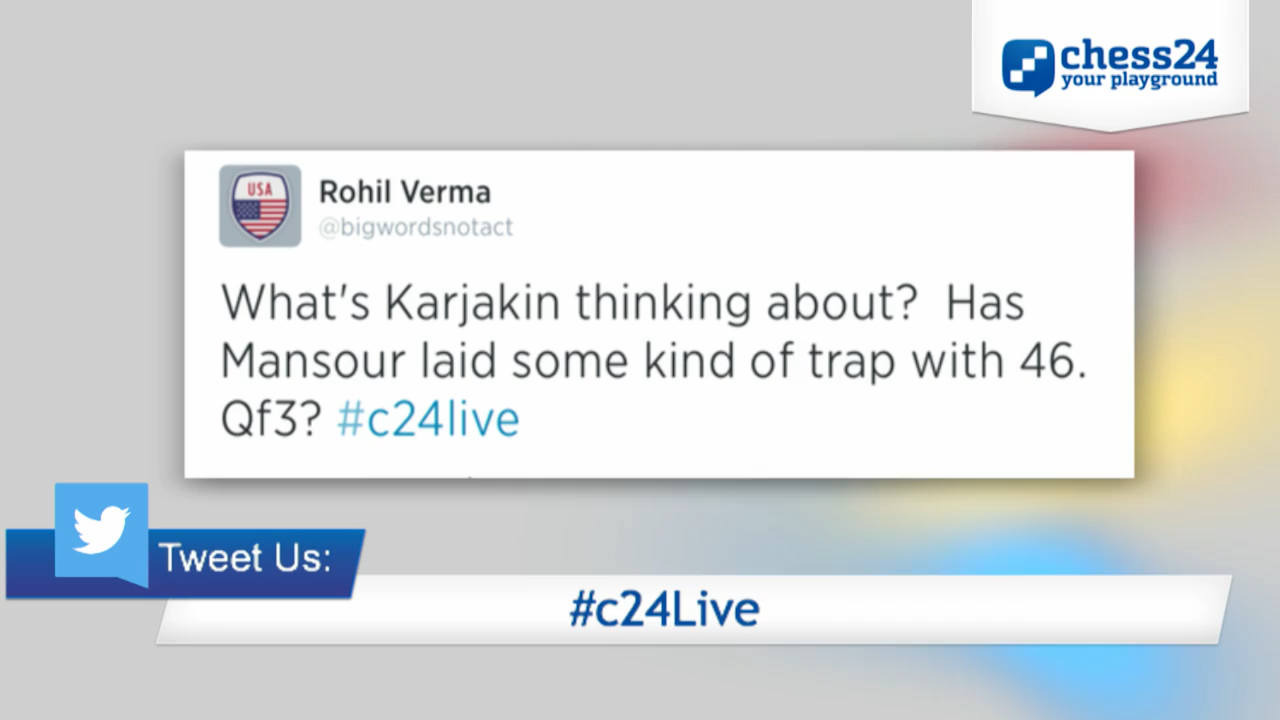 chess24
your playground
USA
Rohil Verma
@bigwordsnotact
What's Karjakin thinking about? Has
Mansour laid some kind of trap with 46.
Qf3? #c24live
Tweet Us:
#c24Live